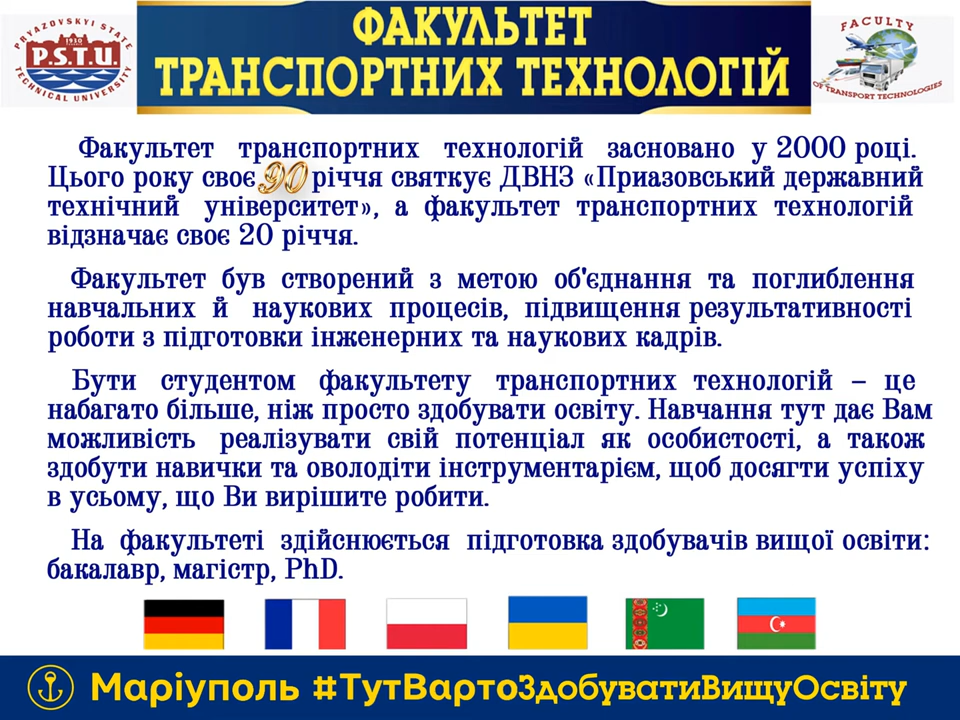 PRYAZOVSKYI STATE
1930
P.S.T.U.
TECHNICAL UNIVERSITY
ФАКУЛЬТЕТ
ТРАНСПОРТНИХ ТЕХНОЛОГІЙ
FACULTY
OF TRANSPORT TECHNOLOGIES
Факультет транспортних технологій засновано у 2000 році.
Цього року своє 90 річчя святкує ДВНЗ «Приазовський державний
технічний університет», а факультет транспортних технологій
відзначає своє 20 річчя.
Факультет був створений з метою об'єднання та поглиблення
навчальних й наукових процесів, підвищення результативності
роботи з підготовки інженерних та наукових кадрів.
Бути студентом факультету транспортних технологій – це
набагато більше, ніж просто здобувати освіту. Навчання тут дає Вам
можливість реалізувати свій потенціал як особистості, а також
здобути навички та оволодіти інструментарієм, щоб досягти успіху
в усьому, що Ви вирішите робити.
На факультеті здійснюється підготовка здобувачів вищої освіти:
бакалавр, магістр, PhD.
Маріуполь #ТутВартоЗдобуватиВищуОсвіту